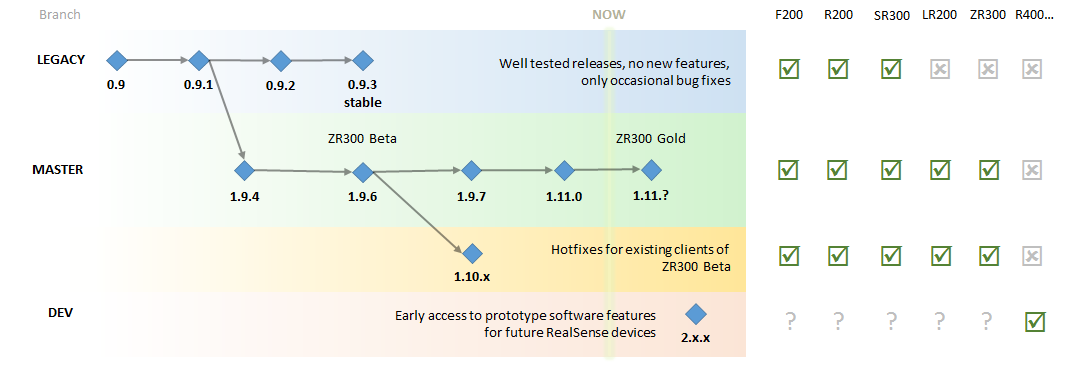 Branch
NOW
F200
R200
SR300
LR200
ZR300
R400...
LEGACY
0.9
0.9.1
0.9.2
0.9.3
stable
Well tested releases, no new features,
only occasional bug fixes
MASTER
ZR300 Beta
ZR300 Gold
1.9.4
1.9.6
1.9.7
1.11.0
1.11.?
1.10.x
Hotfixes for existing clients of
ZR300 Beta
DEV
Early access to prototype software features
for future RealSense devices
2.x.x
? ? ? ? ?